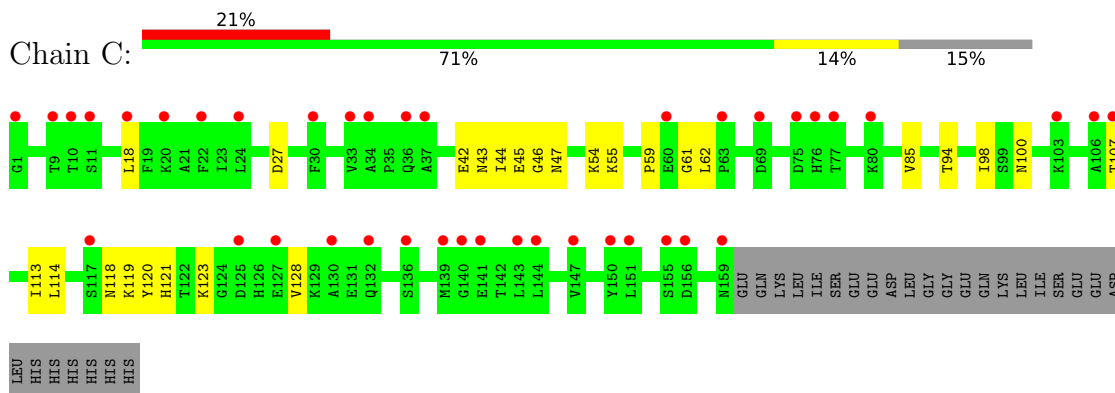 21%
Chain C:
71% 14% 15%
G1 T9 T10 S11 L18 F19 K20 A21 F22 I23 L24 D27 F30 V33 A34 P35 Q36 A37 E42 N43 I44 E45 G46 N47 K54 K55 P59 E60 G61 L62 P63 D69 D75 H76 T77 K80 V85 T94 I98 S99 N100 K103 A106 T107
I113 L114 S117 N118 K119 Y120 H121 T122 K123 G124 D125 H126 E127 V128 K129 A130 E131 Q132 S136 M139 G140 E141 T142 L143 L144 V147 Y150 L151 S155 D156 N159 GLU GLN LYS LEU ILE SER GLU GLU ASP LEU GLY GLY GLU GLN LYS LEU ILE SER GLU GLU ASP
LEU HIS HIS HIS HIS HIS HIS